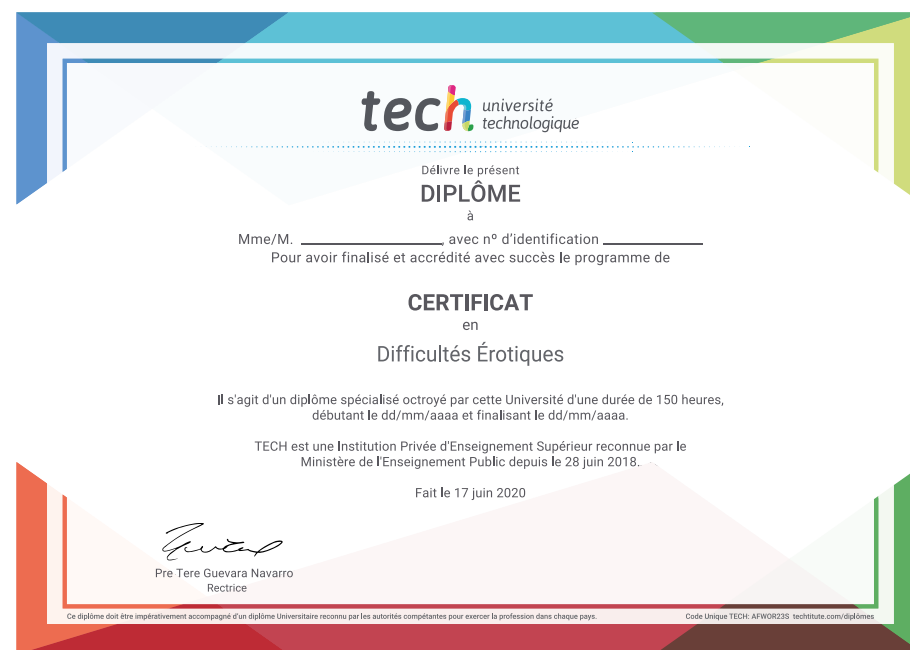 tech université
technologique
Délivre le présent
DIPLÔME
à
Mme/M. ____________________, avec nº d'identification ______________
Pour avoir finalisé et accrédité avec succès le programme de
CERTIFICAT
en
Difficultés Érotiques
Il s'agit d'un diplôme spécialisé octroyé par cette Université d'une durée de 150 heures,
débutant le dd/mm/aaaa et finalisant le dd/mm/aaaa.
TECH est une Institution Privée d'Enseignement Supérieur reconnue par le
Ministère de l'Enseignement Public depuis le 28 juin 2018.
Fait le 17 juin 2020
Pre Tere Guevara Navarro
Rectrice
Ce diplôme doit être impérativement accompagné d'un diplôme Universitaire reconnu par les autorités compétantes pour exercer la profession dans chaque pays.
Code Unique TECH: AFWOR23S techtitute.com/diplômes